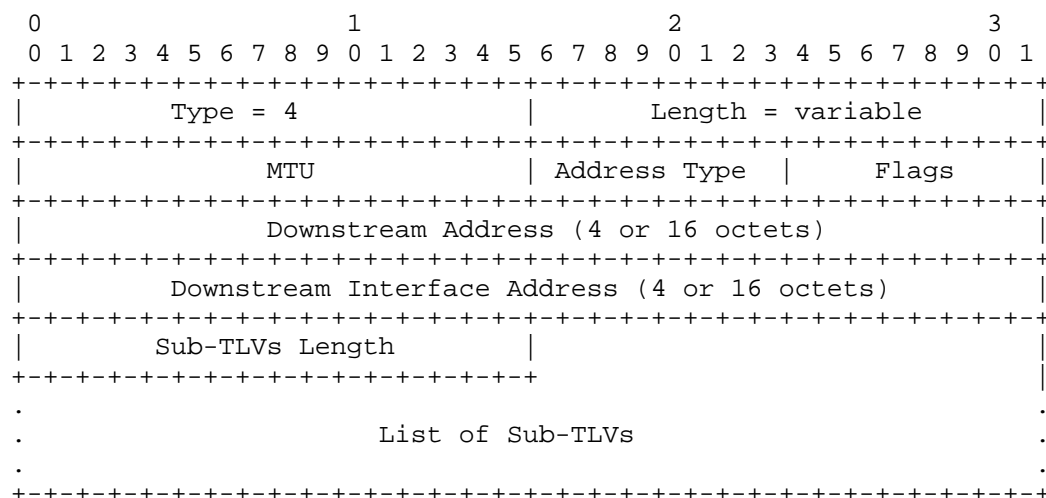 0                   1                   2                   3
0 1 2 3 4 5 6 7 8 9 0 1 2 3 4 5 6 7 8 9 0 1 2 3 4 5 6 7 8 9 0 1
+-+-+-+-+-+-+-+-+-+-+-+-+-+-+-+-+-+-+-+-+-+-+-+-+-+-+-+-+-+-+-+-+
|         Type = 4              |       Length = variable       |
+-+-+-+-+-+-+-+-+-+-+-+-+-+-+-+-+-+-+-+-+-+-+-+-+-+-+-+-+-+-+-+-+
|               MTU             | Address Type  |     Flags     |
+-+-+-+-+-+-+-+-+-+-+-+-+-+-+-+-+-+-+-+-+-+-+-+-+-+-+-+-+-+-+-+-+
|               Downstream Address (4 or 16 octets)             |
+-+-+-+-+-+-+-+-+-+-+-+-+-+-+-+-+-+-+-+-+-+-+-+-+-+-+-+-+-+-+-+-+
|         Downstream Interface Address (4 or 16 octets)         |
+-+-+-+-+-+-+-+-+-+-+-+-+-+-+-+-+-+-+-+-+-+-+-+-+-+-+-+-+-+-+-+-+
|        Sub-TLVs Length        |                               |
+-+-+-+-+-+-+-+-+-+-+-+-+-+-+-+-+                               |
.                                                               .
.                      List of Sub-TLVs                         .
.                                                               .
+-+-+-+-+-+-+-+-+-+-+-+-+-+-+-+-+-+-+-+-+-+-+-+-+-+-+-+-+-+-+-+-+